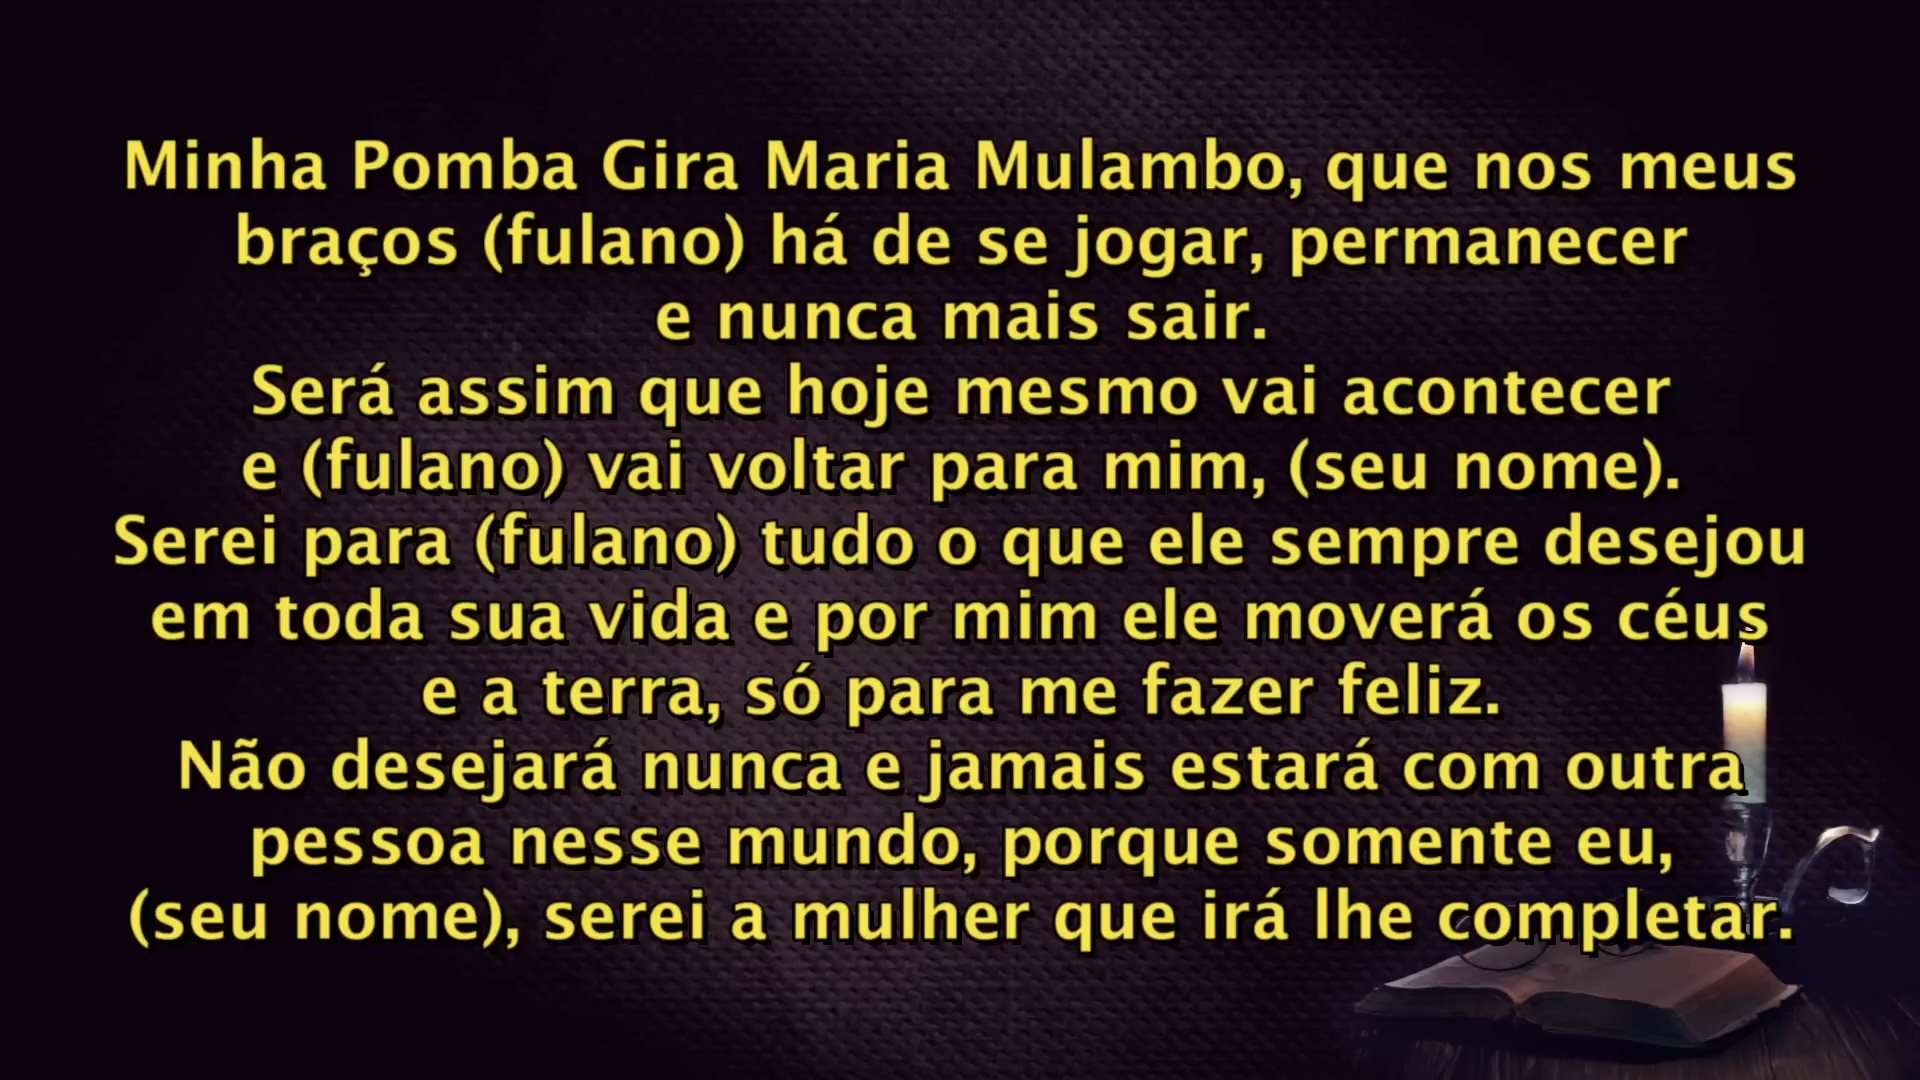 Minha Pomba Gira Maria Mulambo, que nos meus
braços (fulano) há de se jogar, permanecer
e nunca mais sair.
Será assim que hoje mesmo vai acontecer
e (fulano) vai voltar para mim, (seu nome).
Serei para (fulano) tudo o que ele sempre desejou
em toda sua vida e por mim ele moverá os céus
e a terra, só para me fazer feliz.
Não desejará nunca e jamais estará com outra
pessoa nesse mundo, porque somente eu,
(seu nome), serei a mulher que irá lhe completar.